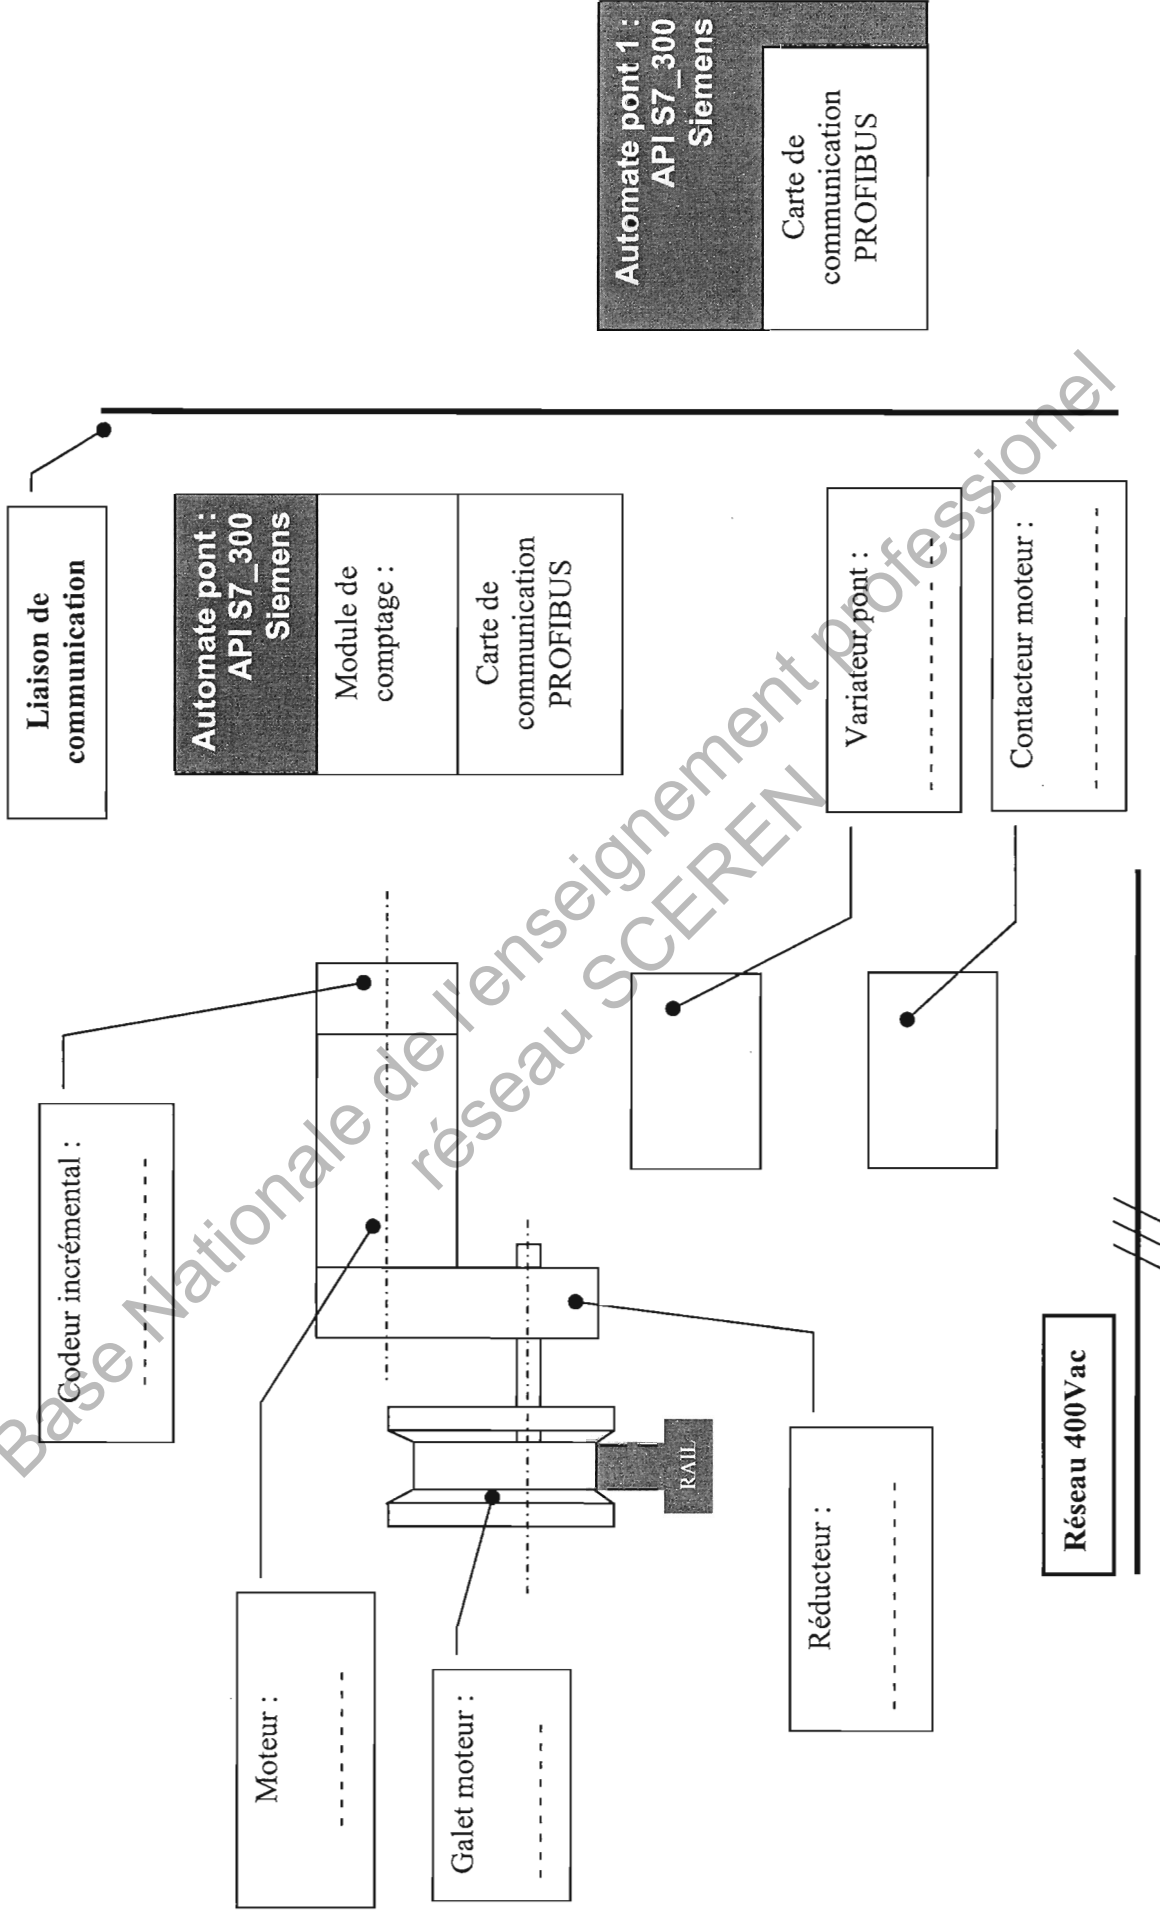 Liaison de
communication
Codeur incrémental :
Moteur :
Galet moteur :
RAIL
Réducteur :
Réseau 400Vac
Automate pont :
API S7_300
Siemens
Module de
comptage :
Carte de
communication
PROFIBUS
Variateur pont :
Contacteur moteur :
Automate pont 1 :
API S7_300
Siemens
Carte de
communication
PROFIBUS
Base Nationale de l'enseignement professionel
réseau SCEREN